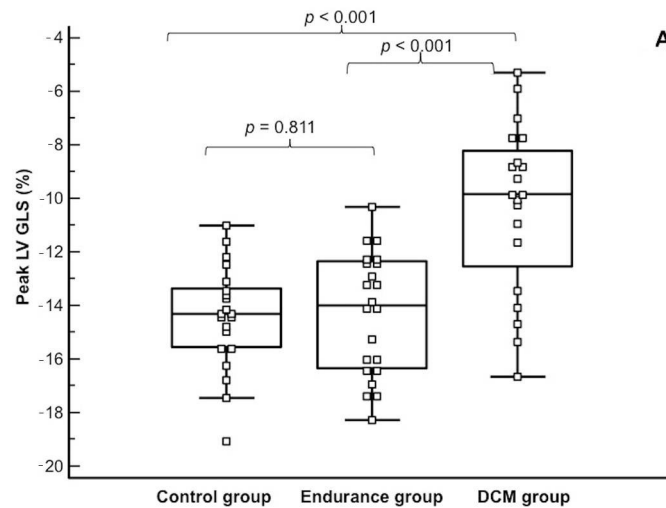 p < 0.001
A
p < 0.001
p = 0.811
Peak LV GLS (%)
-4
-6
-8
-10
-12
-14
-16
-18
-20
Control group
Endurance group
DCM group